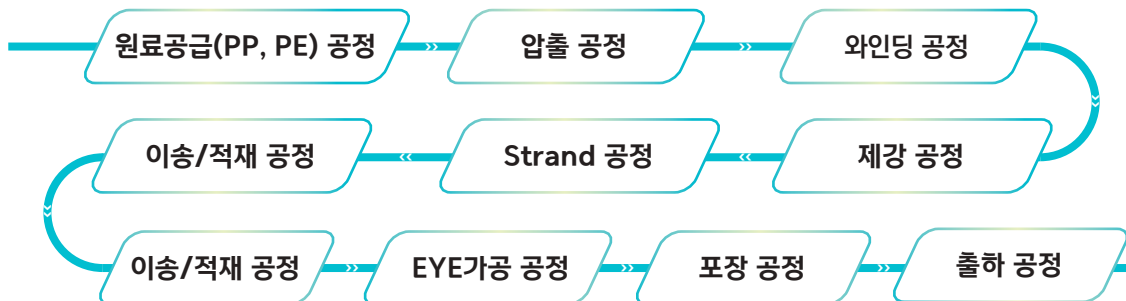 원료공급(PP, PE) 공정
압출 공정
와인딩 공정
제강 공정
Strand 공정
이송/적재 공정
이송/적재 공정
EYE가공 공정
포장 공정
출하 공정